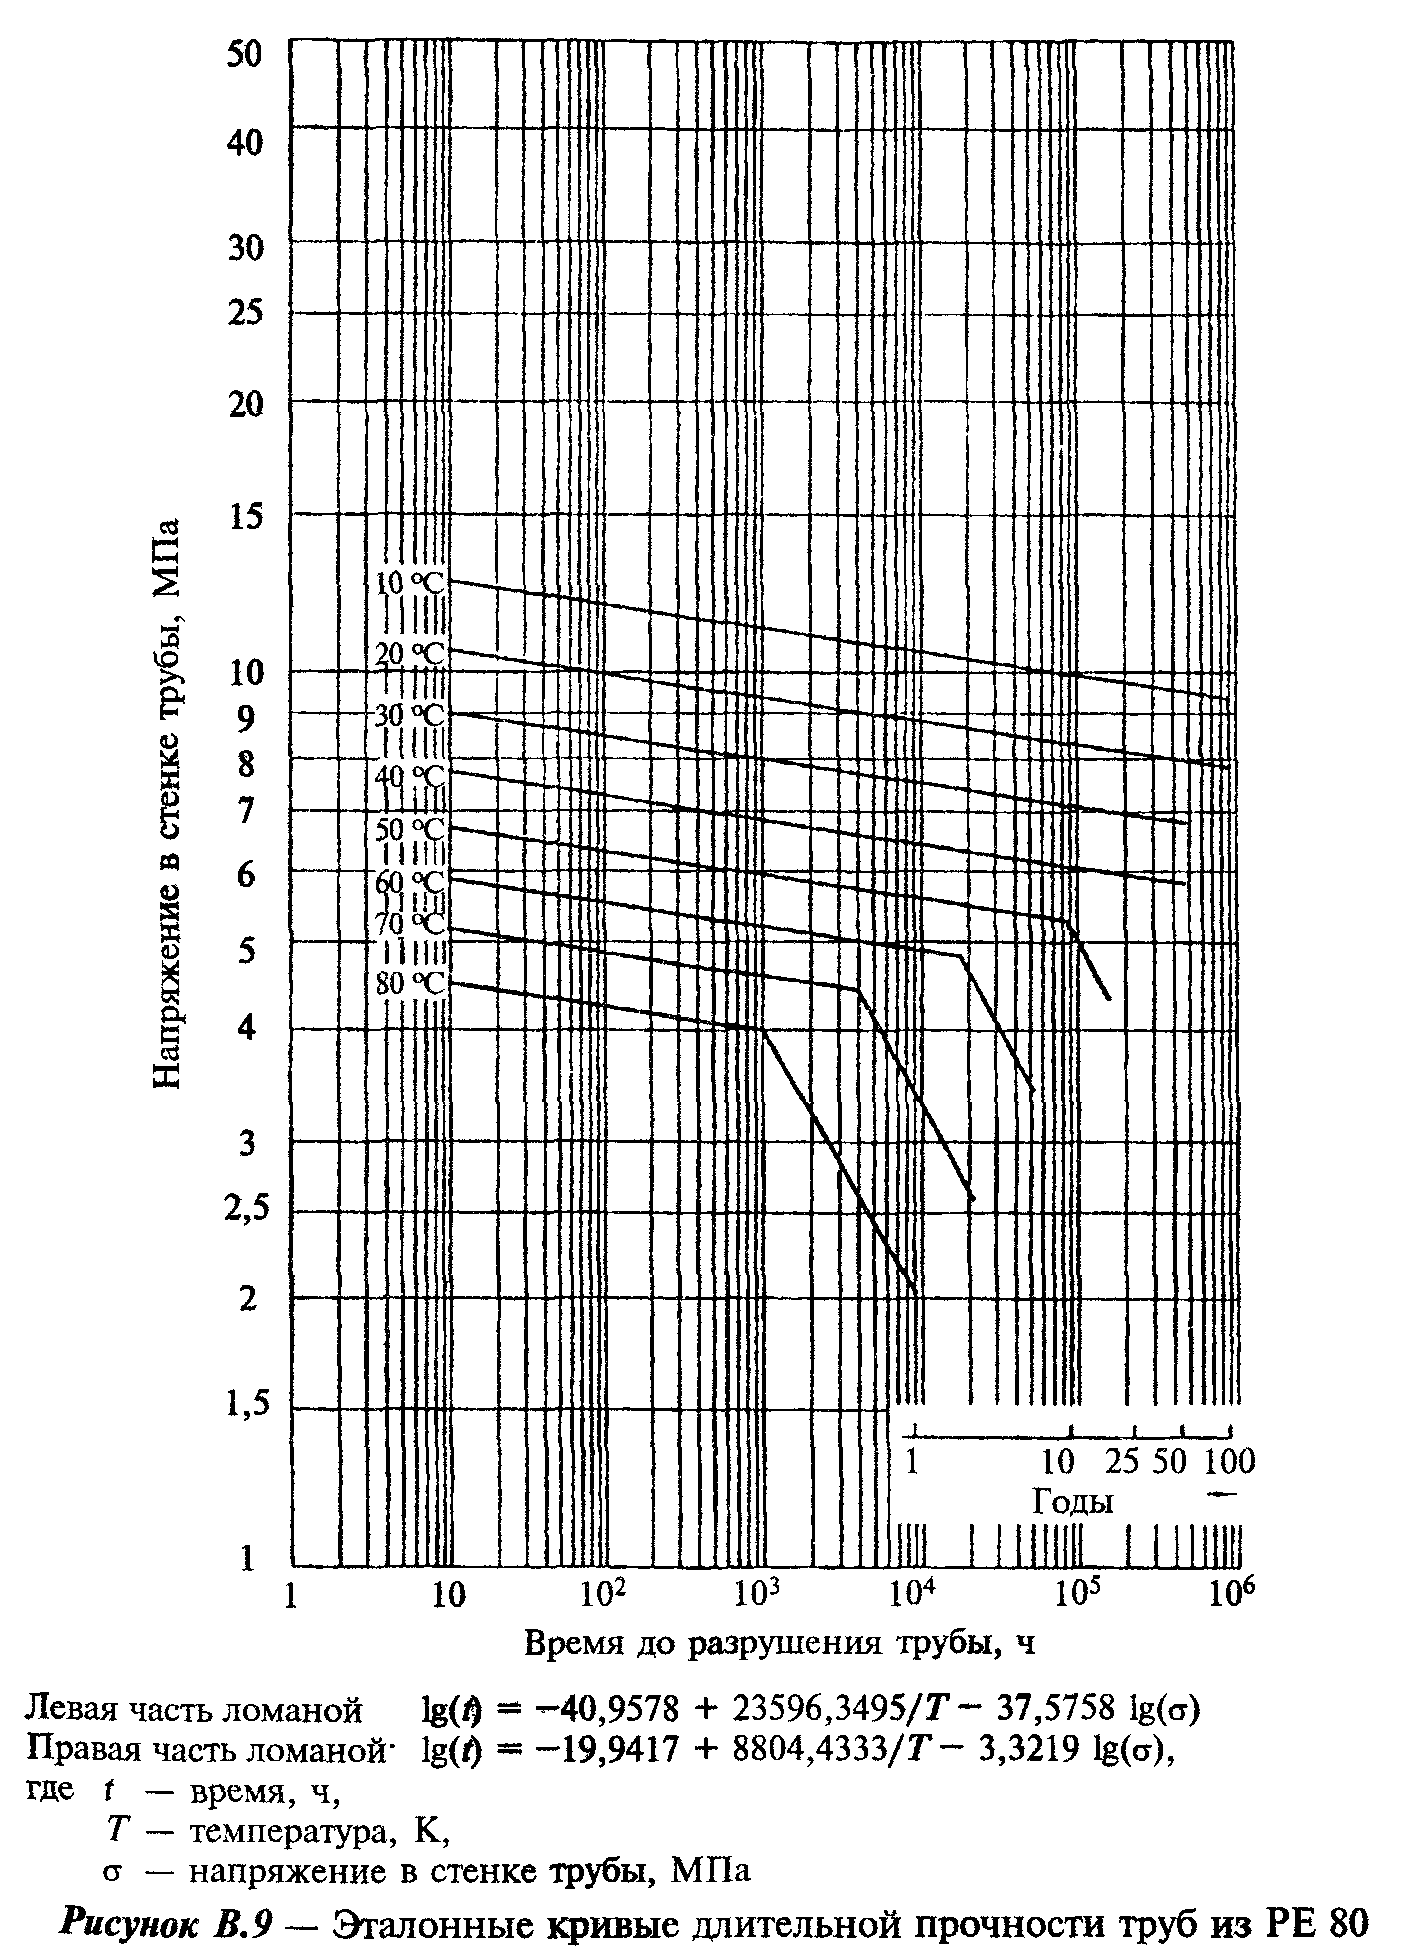 50
40
30
25
20
15
10
9
8
7
6
5
4
3
2,5
2
1,5
1
Напряжение в стенке трубы, МПа
10 °C
20 °C
30 °C
40 °C
50 °C
60 °C
70 °C
80 °C
1 10 25 50 100
Годы
1 10 10² 10³ 10⁴ 10⁵ 10⁶
Время до разрушения трубы, ч
Левая часть ломаной lg(t) = −40,9578 + 23596,3495/T − 37,5758 lg(σ)
Правая часть ломаной lg(t) = −19,9417 + 8804,4333/T − 3,3219 lg(σ),
где t — время, ч,
T — температура, К,
σ — напряжение в стенке трубы, МПа
Рисунок В.9 — Эталонные кривые длительной прочности труб из PE 80